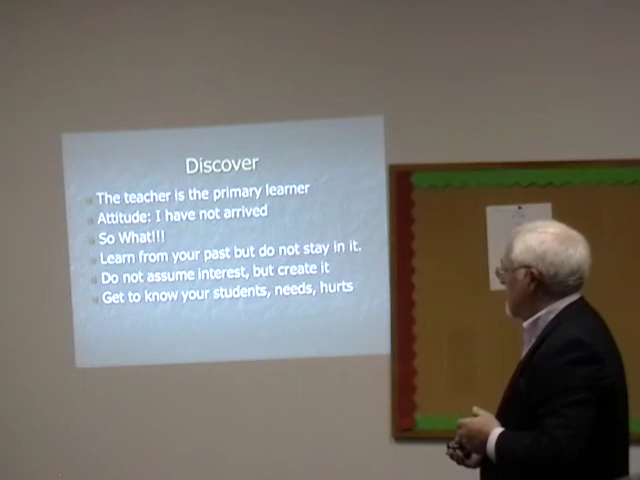 Discover
The teacher is the primary learner
Attitude: I have not arrived
So What!!!
Learn from your past but do not stay in it.
Do not assume interest, but create it
Get to know your students, needs, hurts